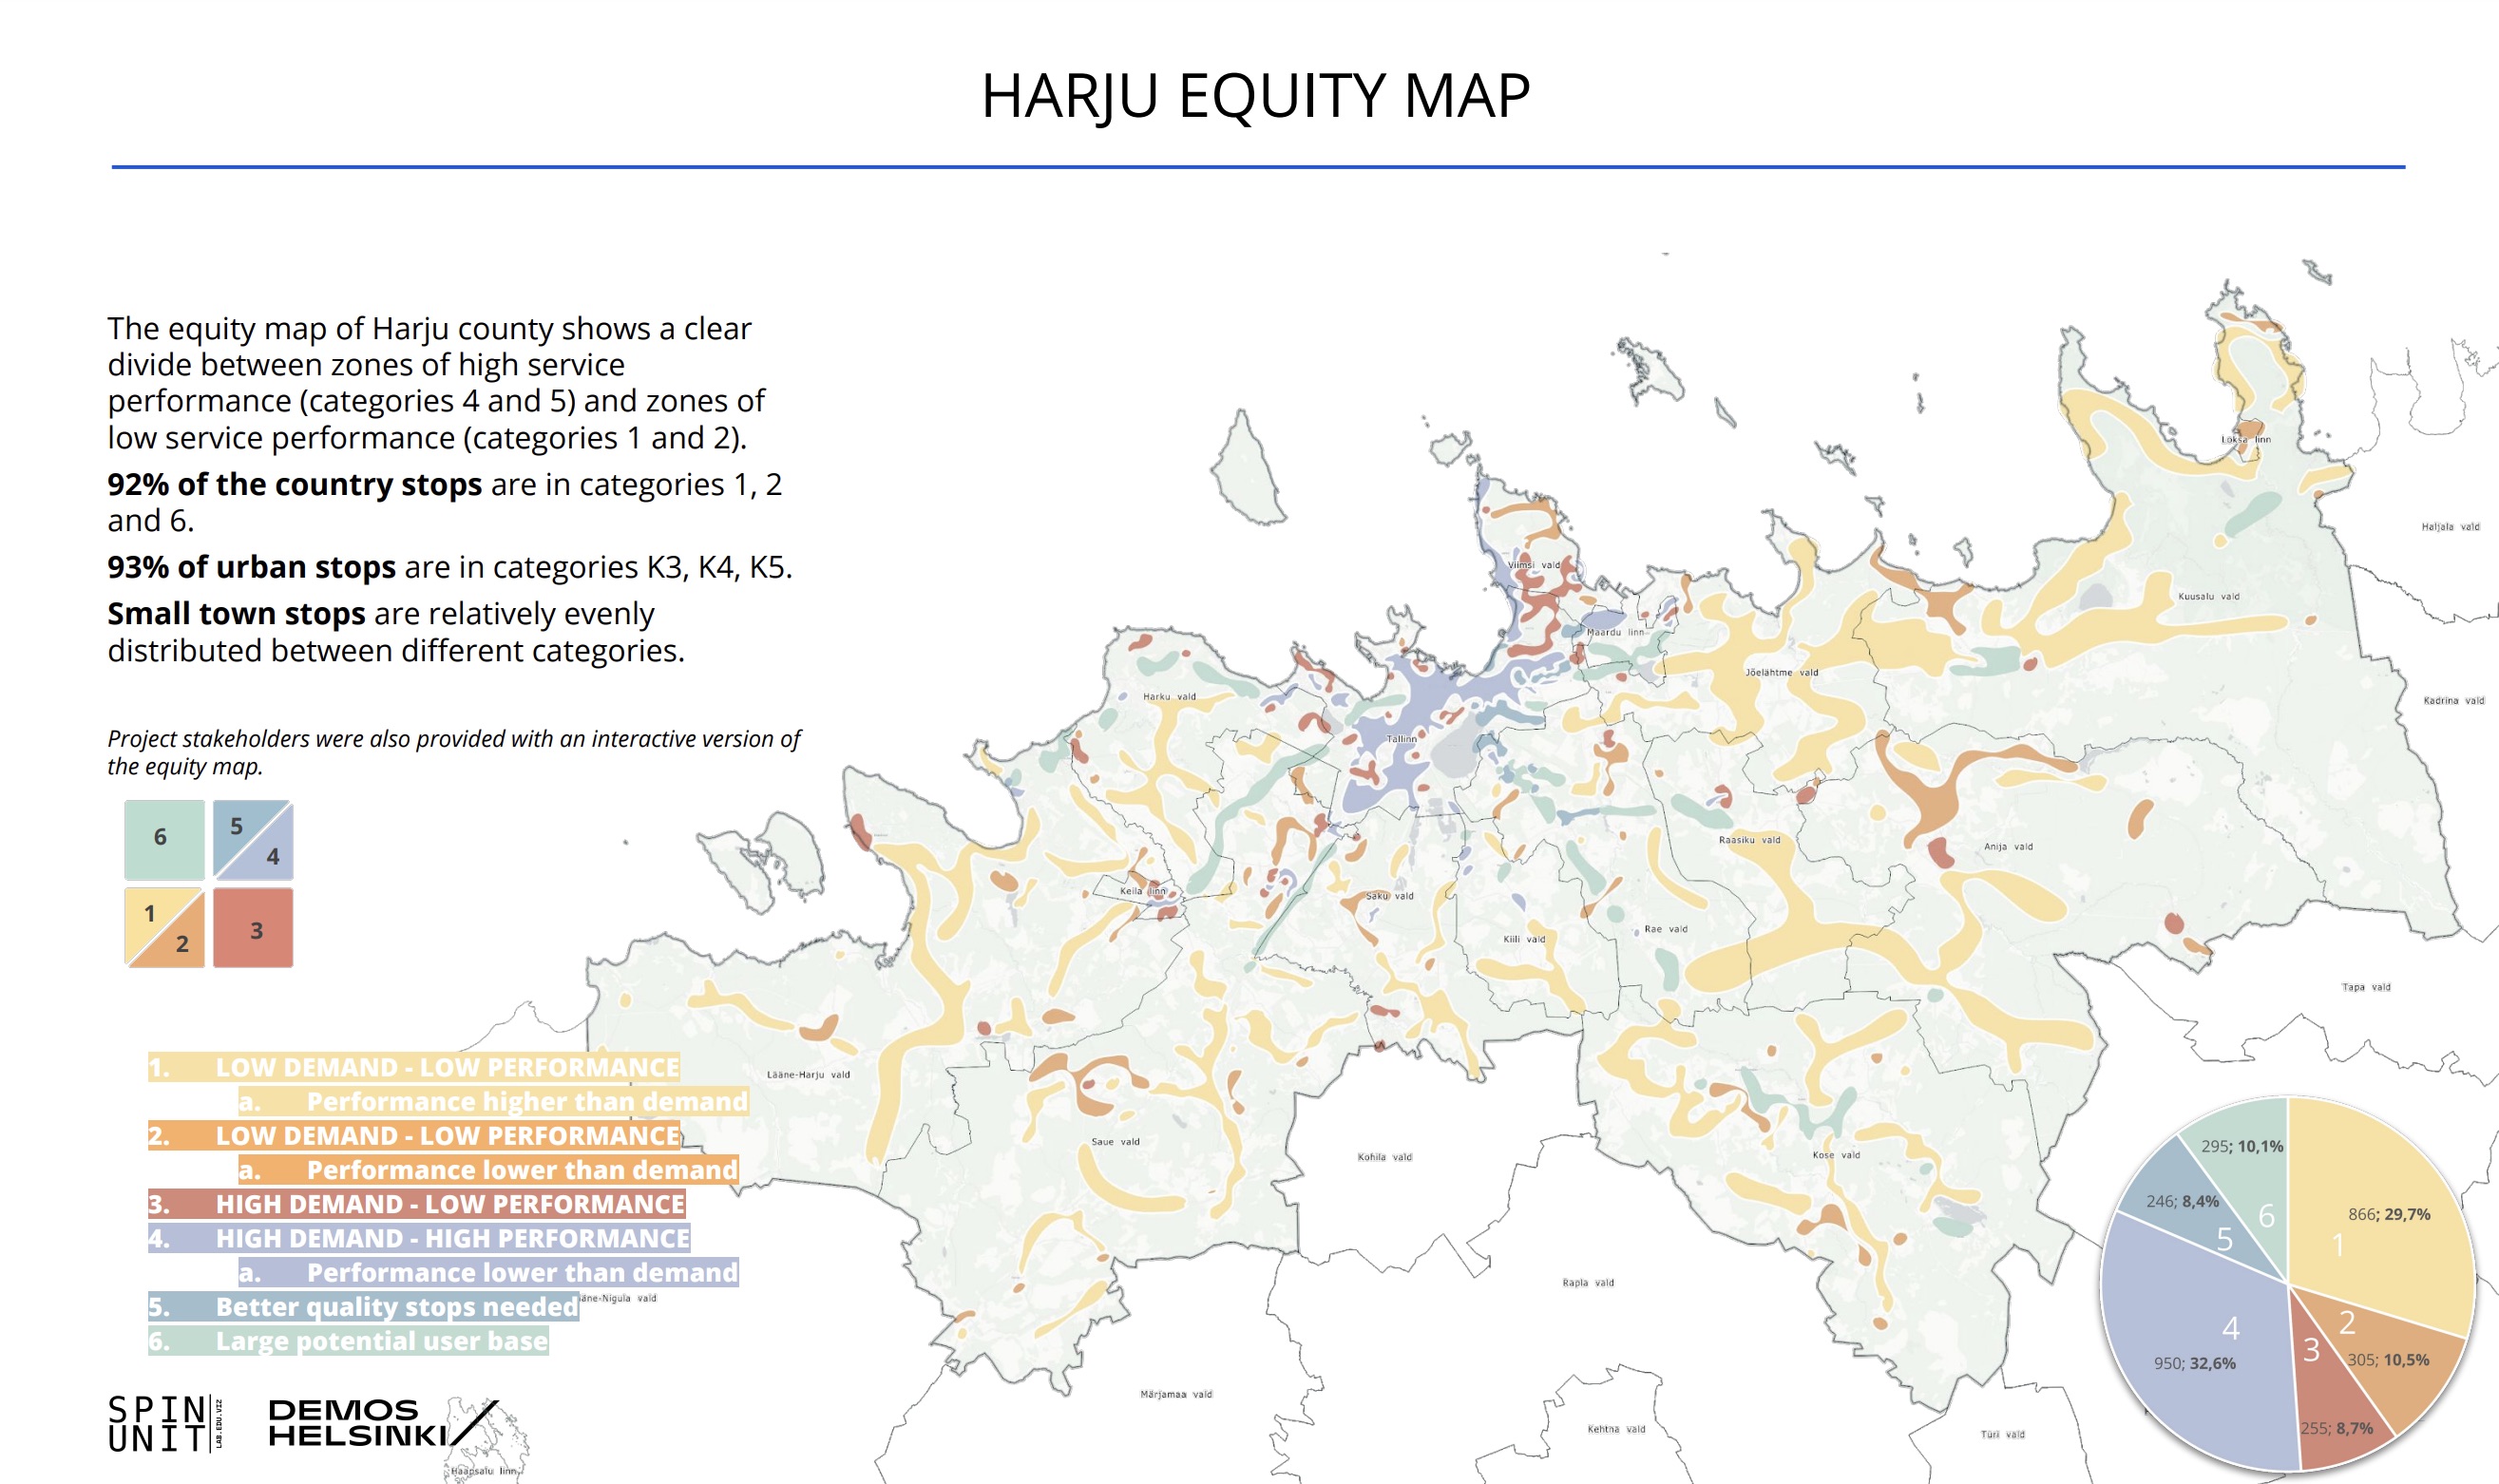 HARJU EQUITY MAP
The equity map of Harju county shows a clear
divide between zones of high service
performance (categories 4 and 5) and zones of
low service performance (categories 1 and 2).
92% of the country stops are in categories 1, 2
and 6.
93% of urban stops are in categories K3, K4, K5.
Small town stops are relatively evenly
distributed between different categories.
Project stakeholders were also provided with an interactive version of
the equity map.
6
5
4
1
2
3
1. LOW DEMAND - LOW PERFORMANCE
a. Performance higher than demand
2. LOW DEMAND - LOW PERFORMANCE
a. Performance lower than demand
3. HIGH DEMAND - LOW PERFORMANCE
4. HIGH DEMAND - HIGH PERFORMANCE
a. Performance lower than demand
5. Better quality stops needed
6. Large potential user base
SPIN
UNIT
LAB.EDU.VIZ
DEMOS
HELSINKI
Haapsalu linn
Loksa linn
Haljala vald
Viimsi vald
Kuusalu vald
Maardu linn
Jõelähtme vald
Harku vald
Kadrina vald
Tallinn
Raasiku vald
Anija vald
Keila linn
Saku vald
Rae vald
Kiili vald
Tapa vald
Lääne-Harju vald
Saue vald
Kohila vald
Kose vald
Rapla vald
äne-Nigula vald
Märjamaa vald
Kehtna vald
Türi vald
295; 10,1%
6
246; 8,4%
5
866; 29,7%
1
4
950; 32,6%
2
305; 10,5%
3
255; 8,7%